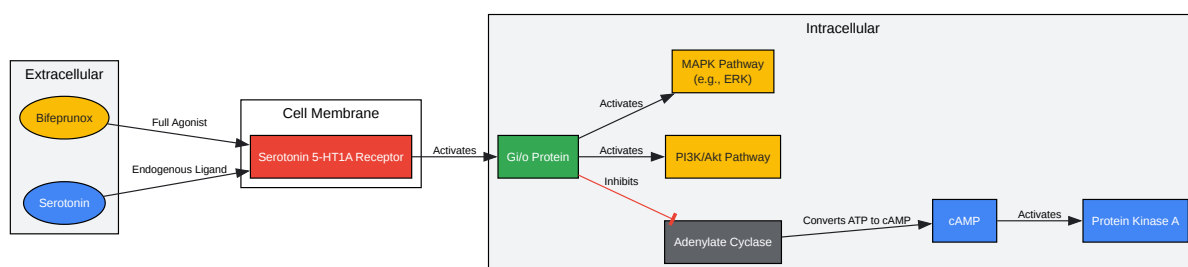 Extracellular
Bifeprunox
Serotonin
Full Agonist
Endogenous Ligand
Cell Membrane
Serotonin 5-HT1A Receptor
Activates
Intracellular
Gi/o Protein
Activates
MAPK Pathway
(e.g., ERK)
Activates
PI3K/Akt Pathway
Inhibits
Adenylate Cyclase
Converts ATP to cAMP
cAMP
Activates
Protein Kinase A